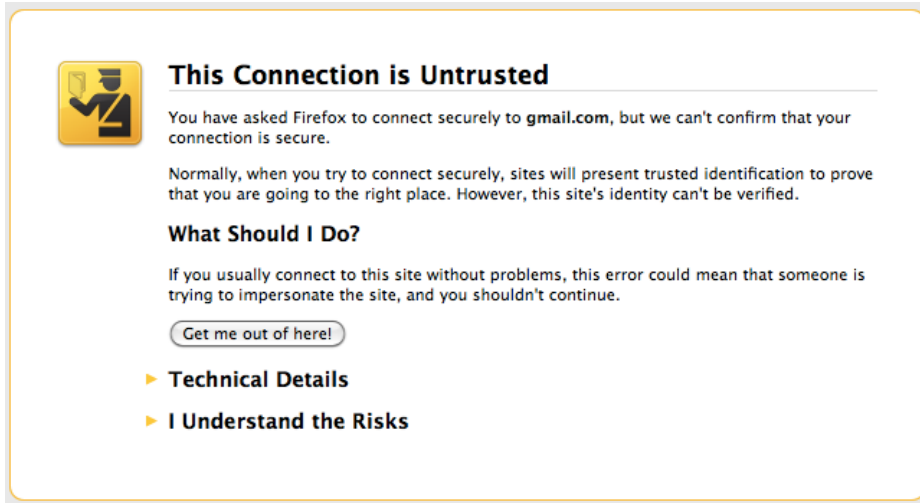 This Connection is Untrusted
You have asked Firefox to connect securely to gmail.com, but we can't confirm that your
connection is secure.
Normally, when you try to connect securely, sites will present trusted identification to prove
that you are going to the right place. However, this site's identity can't be verified.
What Should I Do?
If you usually connect to this site without problems, this error could mean that someone is
trying to impersonate the site, and you shouldn't continue.
Get me out of here!
Technical Details
I Understand the Risks